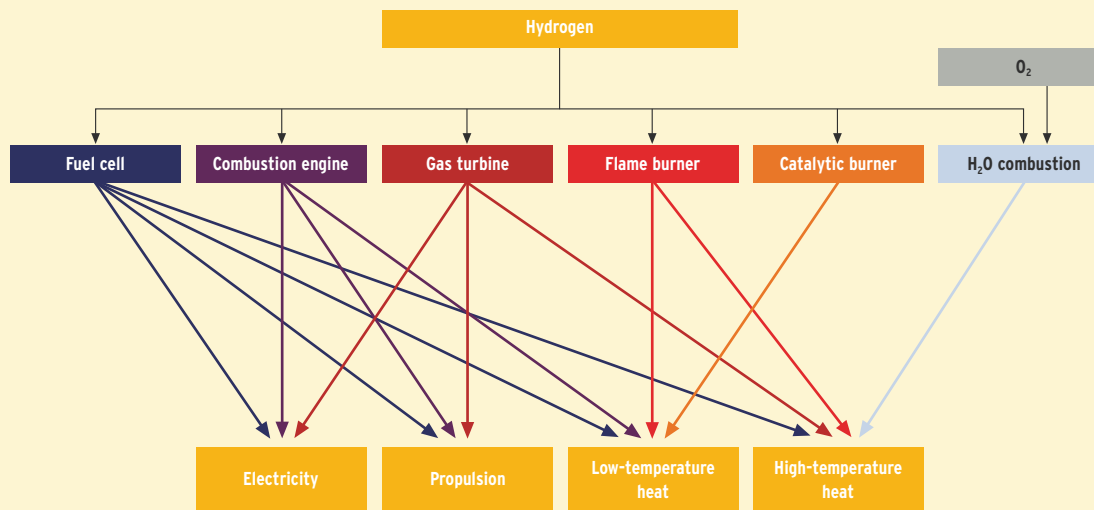 Hydrogen
O₂
Fuel cell
Combustion engine
Gas turbine
Flame burner
Catalytic burner
H₂O combustion
Electricity
Propulsion
Low-temperature
heat
High-temperature
heat